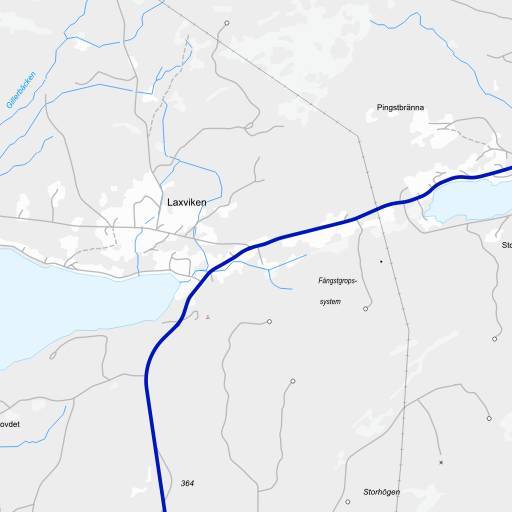 Gillerbäcken
Pingstbränna
Laxviken
Sto
Fångstgrops-
system
ovdet
364
Storhögen